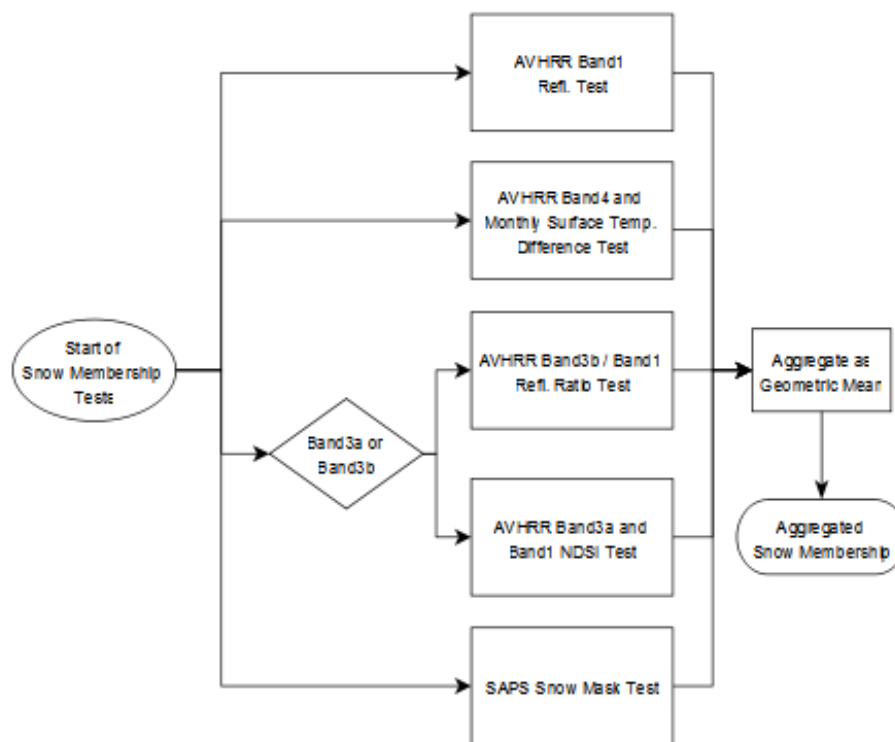 AVHRR Band1
Refl. Test
AVHRR Band4 and
Monthly Surface Temp.
Difference Test
Start of
Snow Membership
Tests
AVHRR Band3b / Band1
Refl. Ratio Test
Aggregate as
Geometric Mean
Band3a or
Band3b
AVHRR Band3a and
Band1 NDSI Test
Aggregated
Snow Membership
SAPS Snow Mask Test